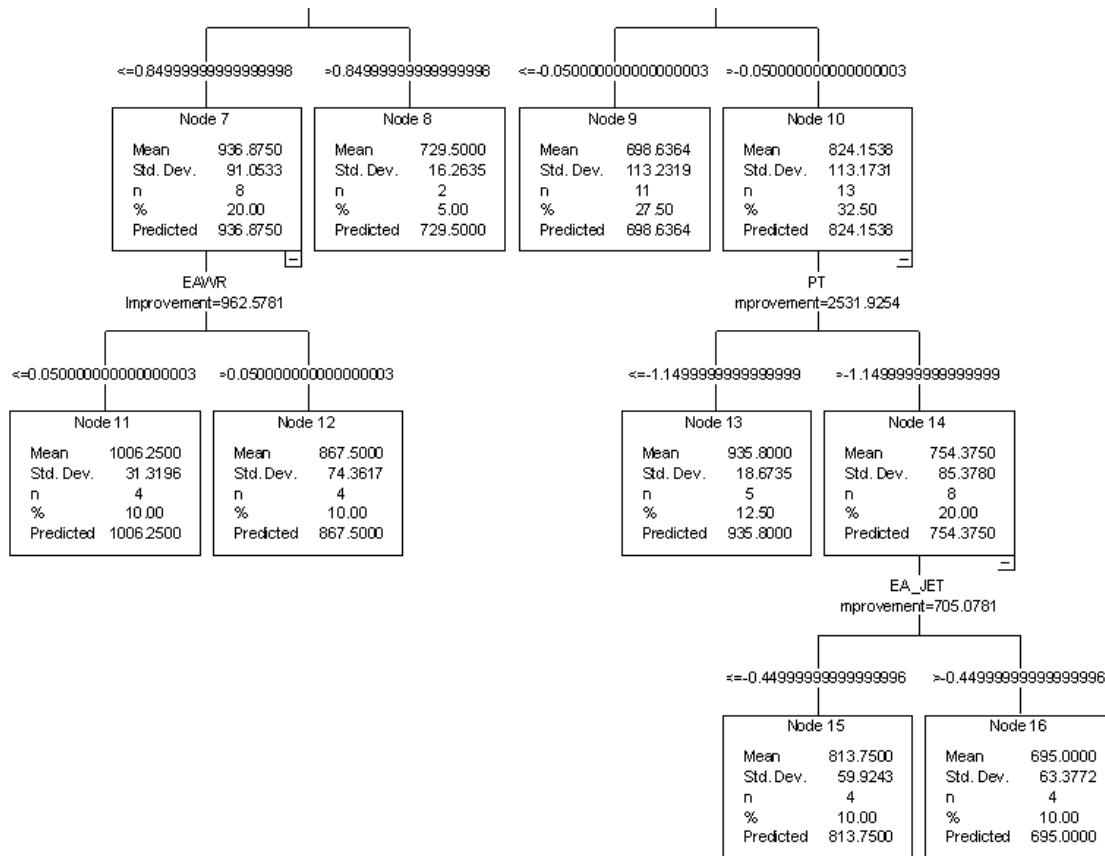 <=0.849999999999999998 >0.849999999999999998 <=-0.050000000000000003 >-0.050000000000000003
Node 7
Mean 936.8750
Std. Dev. 91.0533
n 8
% 20.00
Predicted 936.8750
Node 8
Mean 729.5000
Std. Dev. 16.2635
n 2
% 5.00
Predicted 729.5000
Node 9
Mean 698.6364
Std. Dev. 113.2319
n 11
% 27.50
Predicted 698.6364
Node 10
Mean 824.1538
Std. Dev. 113.1731
n 13
% 32.50
Predicted 824.1538
EAWR
Improvement=962.5781
PT
mprovement=2531.9254
<=0.050000000000000003 >0.050000000000000003 <=-1.1499999999999999 >-1.1499999999999999
Node 11
Mean 1006.2500
Std. Dev. 31.3196
n 4
% 10.00
Predicted 1006.2500
Node 12
Mean 867.5000
Std. Dev. 74.3617
n 4
% 10.00
Predicted 867.5000
Node 13
Mean 935.8000
Std. Dev. 18.6735
n 5
% 12.50
Predicted 935.8000
Node 14
Mean 754.3750
Std. Dev. 85.3780
n 8
% 20.00
Predicted 754.3750
EA_JET
mprovement=705.0781
<=-0.44999999999999996 >-0.44999999999999996
Node 15
Mean 813.7500
Std. Dev. 59.9243
n 4
% 10.00
Predicted 813.7500
Node 16
Mean 695.0000
Std. Dev. 63.3772
n 4
% 10.00
Predicted 695.0000